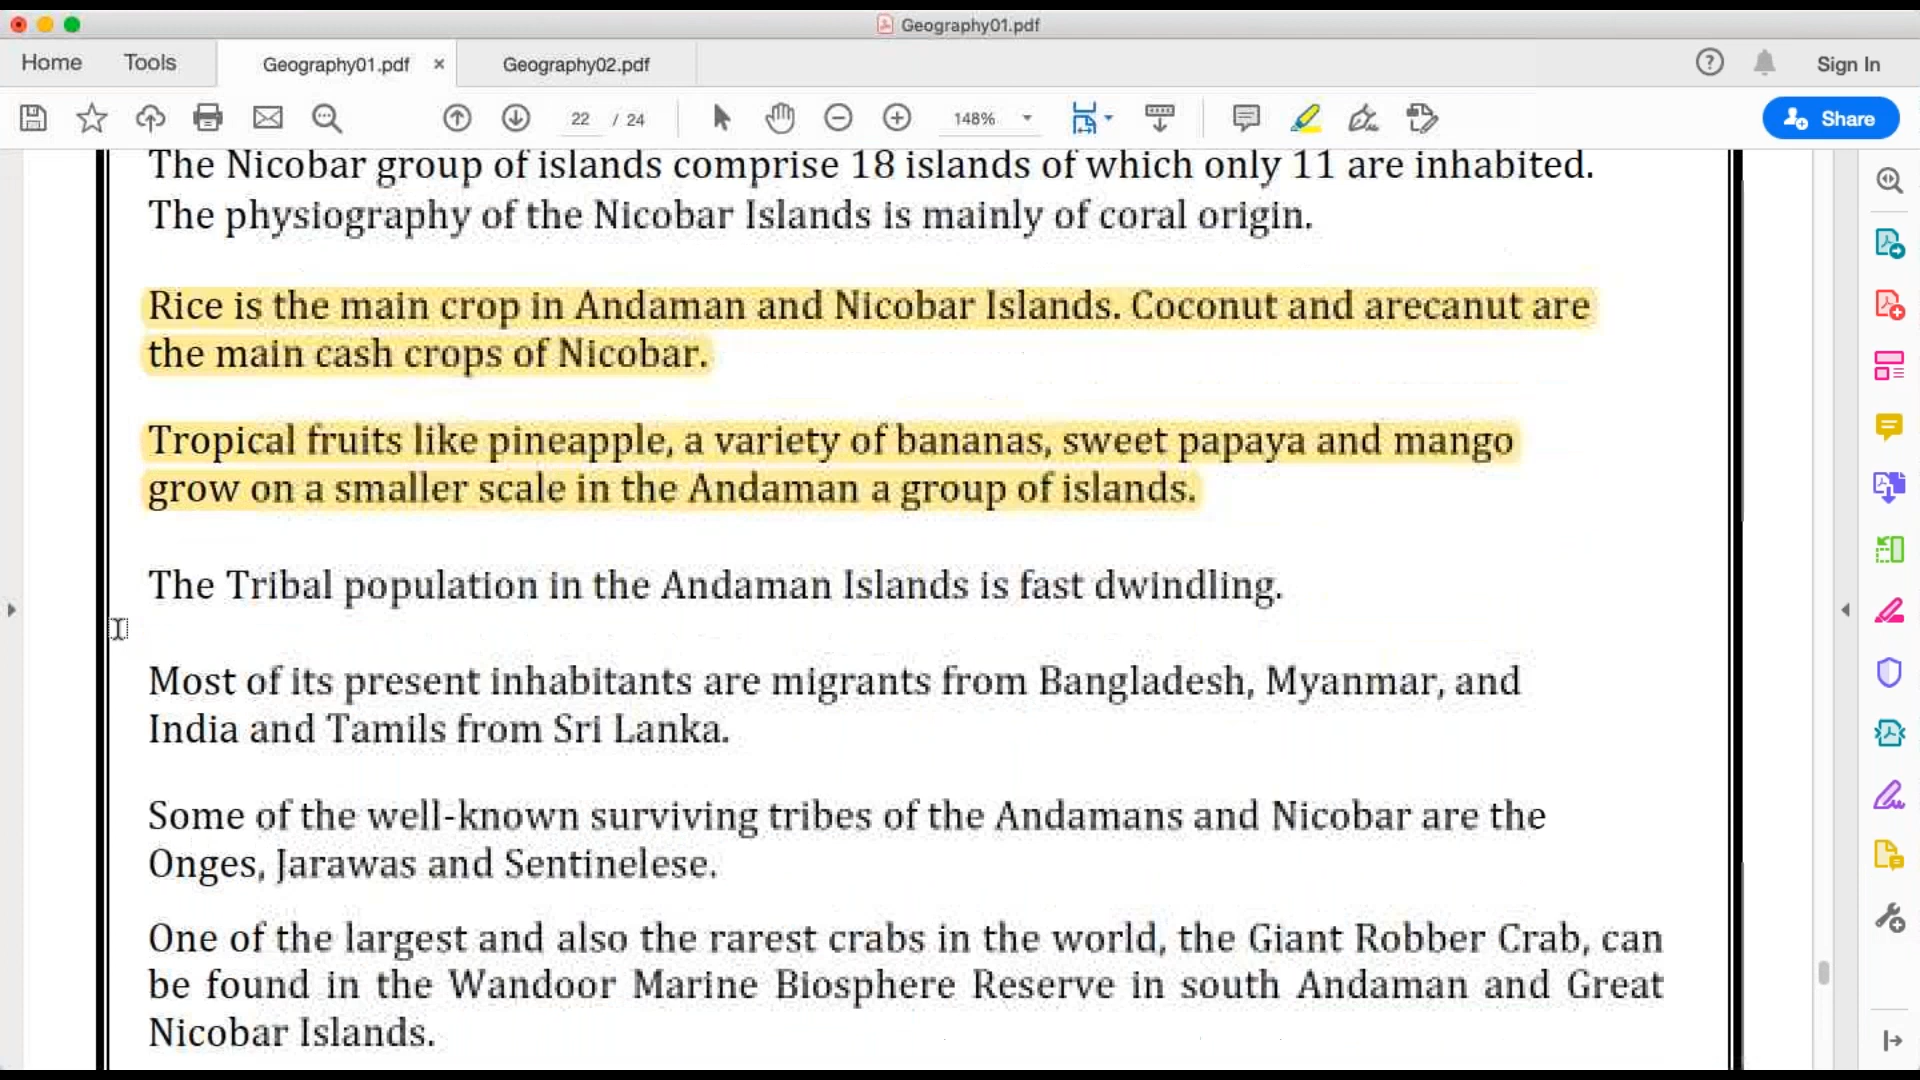 Geography01.pdf
Home Tools Geography01.pdf × Geography02.pdf Sign In
22 / 24 148% Share
The Nicobar group of islands comprise 18 islands of which only 11 are inhabited.
The physiography of the Nicobar Islands is mainly of coral origin.
Rice is the main crop in Andaman and Nicobar Islands. Coconut and arecanut are
the main cash crops of Nicobar.
Tropical fruits like pineapple, a variety of bananas, sweet papaya and mango
grow on a smaller scale in the Andaman a group of islands.
The Tribal population in the Andaman Islands is fast dwindling.
Most of its present inhabitants are migrants from Bangladesh, Myanmar, and
India and Tamils from Sri Lanka.
Some of the well-known surviving tribes of the Andamans and Nicobar are the
Onges, Jarawas and Sentinelese.
One of the largest and also the rarest crabs in the world, the Giant Robber Crab, can
be found in the Wandoor Marine Biosphere Reserve in south Andaman and Great
Nicobar Islands.